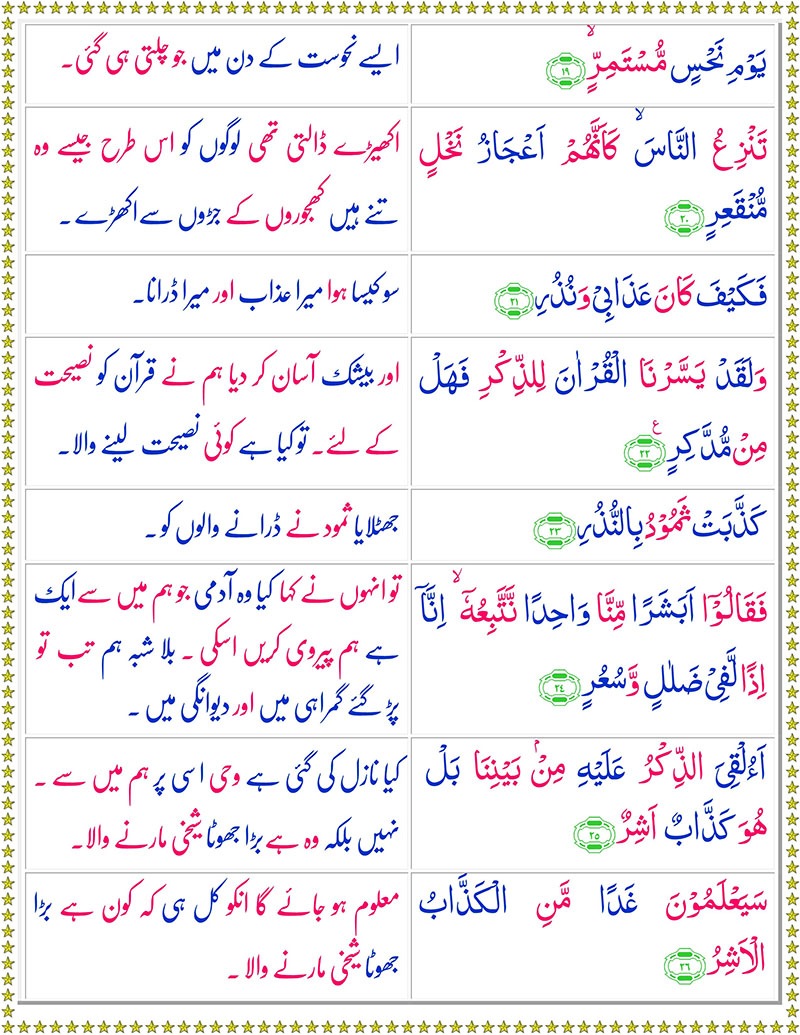 يَوْمِ نَحْسٍ مُّسْتَمِرٍّ ۙ ﴿۱۹﴾
ایسے نحوست کے دن میں جو چلتی ہی گئی۔
تَنْزِعُ النَّاسَ ۙ كَاَنَّهُمْ اَعْجَازُ نَخْلٍ
مُّنْقَعِرٍ ﴿۲۰﴾
اکھیڑے ڈالتی تھی لوگوں کو اس طرح جیسے وہ
تنے ہیں کھجوروں کے جڑوں سے اکھڑے۔
فَكَيْفَ كَانَ عَذَابِىْ وَنُذُرِ ﴿۲۱﴾
سو کیسا ہوا میرا عذاب اور میرا ڈرانا۔
وَلَقَدْ يَسَّرْنَا الْقُرْاٰنَ لِلذِّكْرِ فَهَلْ
مِنْ مُّدَّكِرٍ ع ﴿۲۲﴾
اور بیشک آسان کر دیا ہم نے قرآن کو نصیحت
کے لئے۔ تو کیا ہے کوئی نصیحت لینے والا۔
كَذَّبَتْ ثَمُوْدُ بِالنُّذُرِ ﴿۲۳﴾
جھٹلایا ثمود نے ڈرانے والوں کو۔
فَقَالُوْٓا اَبَشَرًا مِّنَّا وَاحِدًا نَّتَّبِعُهٗۤ ۙ اِنَّاۤ
اِذًا لَّفِىْ ضَلٰلٍ وَّسُعُرٍ ﴿۲٤﴾
تو انہوں نے کہا کیا وہ آدمی جو ہم میں سے ایک
ہے ہم پیروی کریں اسکی۔ بلا شبہ ہم تب تو
پڑ گئے گمراہی میں اور دیوانگی میں۔
ءَاُلْقِىَ الذِّكْرُ عَلَيْهِ مِنْۢ بَيْنِنَا بَلْ
هُوَ كَذَّابٌ اَشِرٌ ﴿۲۵﴾
کیا نازل کی گئی ہے وحی اسی پر ہم میں سے۔
نہیں بلکہ وہ ہے بڑا جھوٹا شیخی مارنے والا۔
سَيَعْلَمُوْنَ غَدًا مَّنِ الْكَذَّابُ
الْاَشِرُ ﴿۲۶﴾
معلوم ہو جائے گا انکو کل ہی کہ کون ہے بڑا
جھوٹا شیخی مارنے والا۔